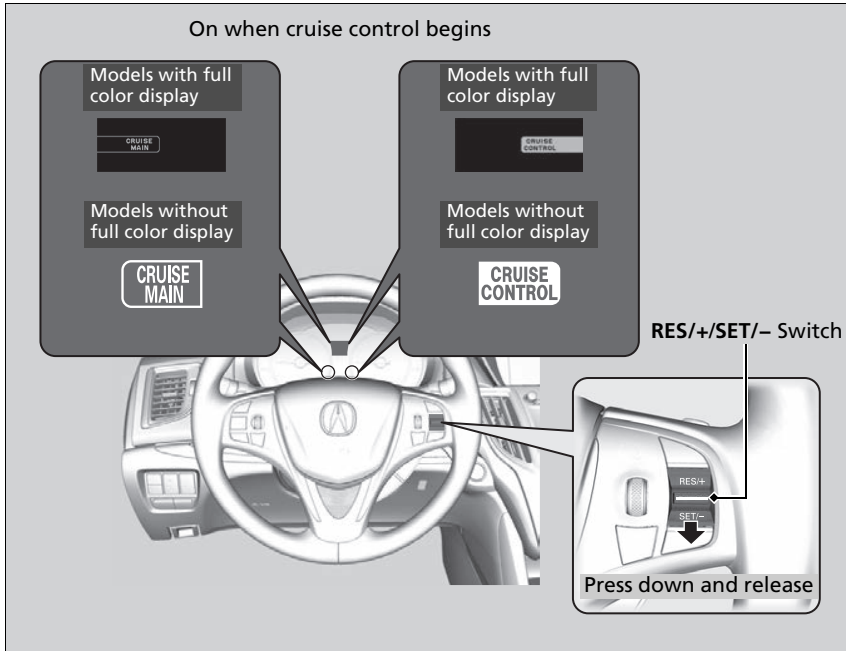 On when cruise control begins
Models with full
color display
CRUISE
MAIN
Models without
full color display
CRUISE
MAIN
Models with full
color display
CRUISE
CONTROL
Models without
full color display
CRUISE
CONTROL
RES/+/SET/− Switch
RES/+
SET/−
Press down and release